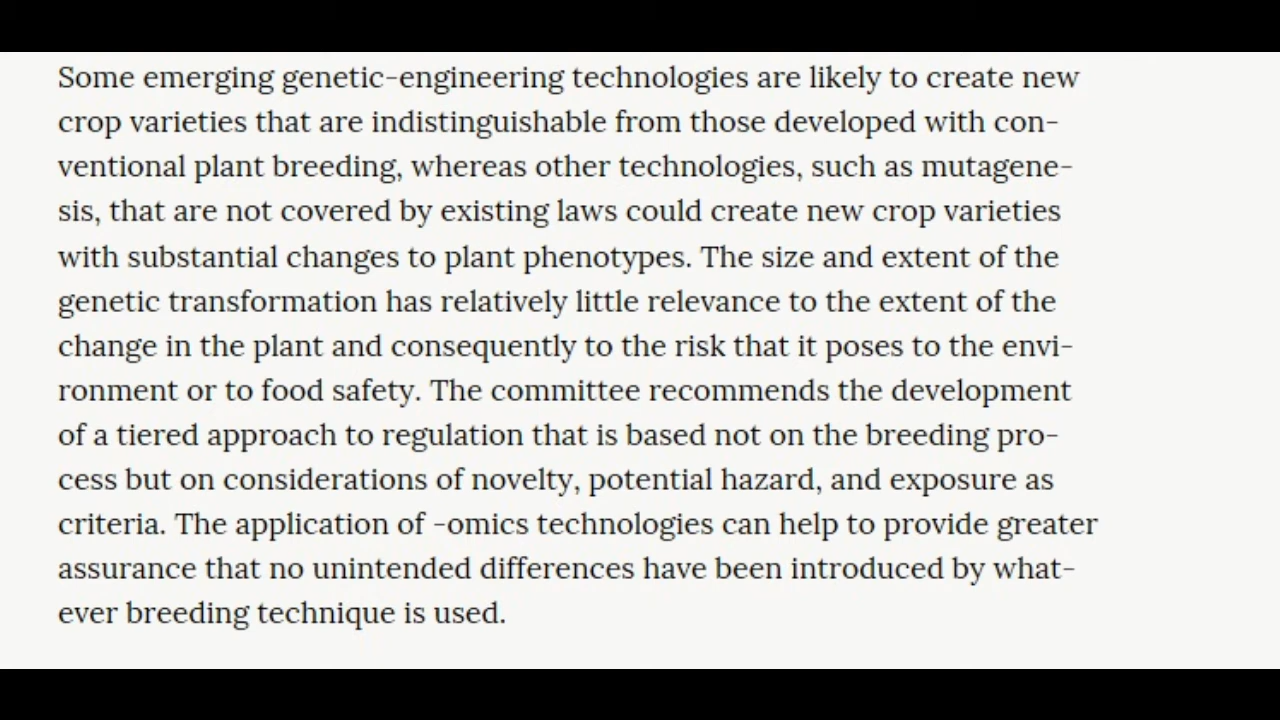 Some emerging genetic-engineering technologies are likely to create new
crop varieties that are indistinguishable from those developed with con-
ventional plant breeding, whereas other technologies, such as mutagene-
sis, that are not covered by existing laws could create new crop varieties
with substantial changes to plant phenotypes. The size and extent of the
genetic transformation has relatively little relevance to the extent of the
change in the plant and consequently to the risk that it poses to the envi-
ronment or to food safety. The committee recommends the development
of a tiered approach to regulation that is based not on the breeding pro-
cess but on considerations of novelty, potential hazard, and exposure as
criteria. The application of -omics technologies can help to provide greater
assurance that no unintended differences have been introduced by what-
ever breeding technique is used.